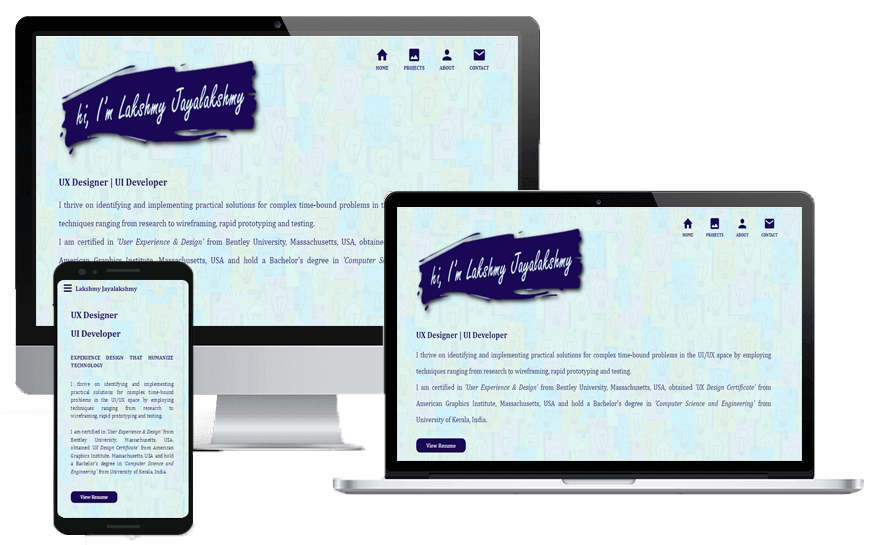 HOME PROJECTS ABOUT CONTACT
hi, I'm Lakshmy Jayalakshmy
UX Designer | UI Developer
I thrive on identifying and implementing practical solutions for complex time-bound problems in t
techniques ranging from research to wireframing, rapid prototyping and testing.
I am certified in 'User Experience & Design' from Bentley University, Massachusetts, USA, obtained
American Graphics Institute, Massachusetts, USA and hold a Bachelor's degree in 'Computer Sc
Lakshmy Jayalakshmy
UX Designer
UI Developer
EXPERIENCE DESIGN THAT HUMANIZE
TECHNOLOGY
I thrive on identifying and implementing
practical solutions for complex time-bound
problems in the UI/UX space by employing
techniques ranging from research to
wireframing, rapid prototyping and testing.
I am certified in 'User Experience & Design' from
Bentley University, Massachusetts, USA,
obtained 'UX Design Certificate' from American
Graphics Institute, Massachusetts, USA and hold
a Bachelor's degree in 'Computer Science and
Engineering' from University of Kerala, India.
View Resume
HOME PROJECTS ABOUT CONTACT
hi, I'm Lakshmy Jayalakshmy
UX Designer | UI Developer
I thrive on identifying and implementing practical solutions for complex time-bound problems in the UI/UX space by employing
techniques ranging from research to wireframing, rapid prototyping and testing.
I am certified in 'User Experience & Design' from Bentley University, Massachusetts, USA, obtained 'UX Design Certificate' from
American Graphics Institute, Massachusetts, USA and hold a Bachelor's degree in 'Computer Science and Engineering' from
University of Kerala, India.
View Resume